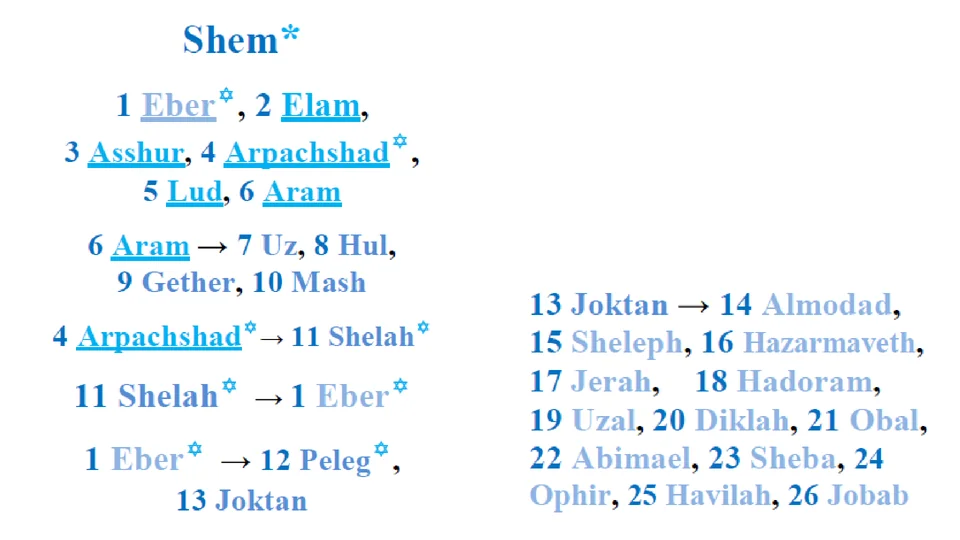 Shem*
1 Eber✡, 2 Elam,
3 Asshur, 4 Arpachshad✡,
5 Lud, 6 Aram
6 Aram → 7 Uz, 8 Hul,
9 Gether, 10 Mash
4 Arpachshad✡→ 11 Shelah✡
11 Shelah✡ → 1 Eber✡
1 Eber✡ → 12 Peleg✡,
13 Joktan
13 Joktan → 14 Almodad,
15 Sheleph, 16 Hazarmaveth,
17 Jerah, 18 Hadoram,
19 Uzal, 20 Diklah, 21 Obal,
22 Abimael, 23 Sheba, 24
Ophir, 25 Havilah, 26 Jobab